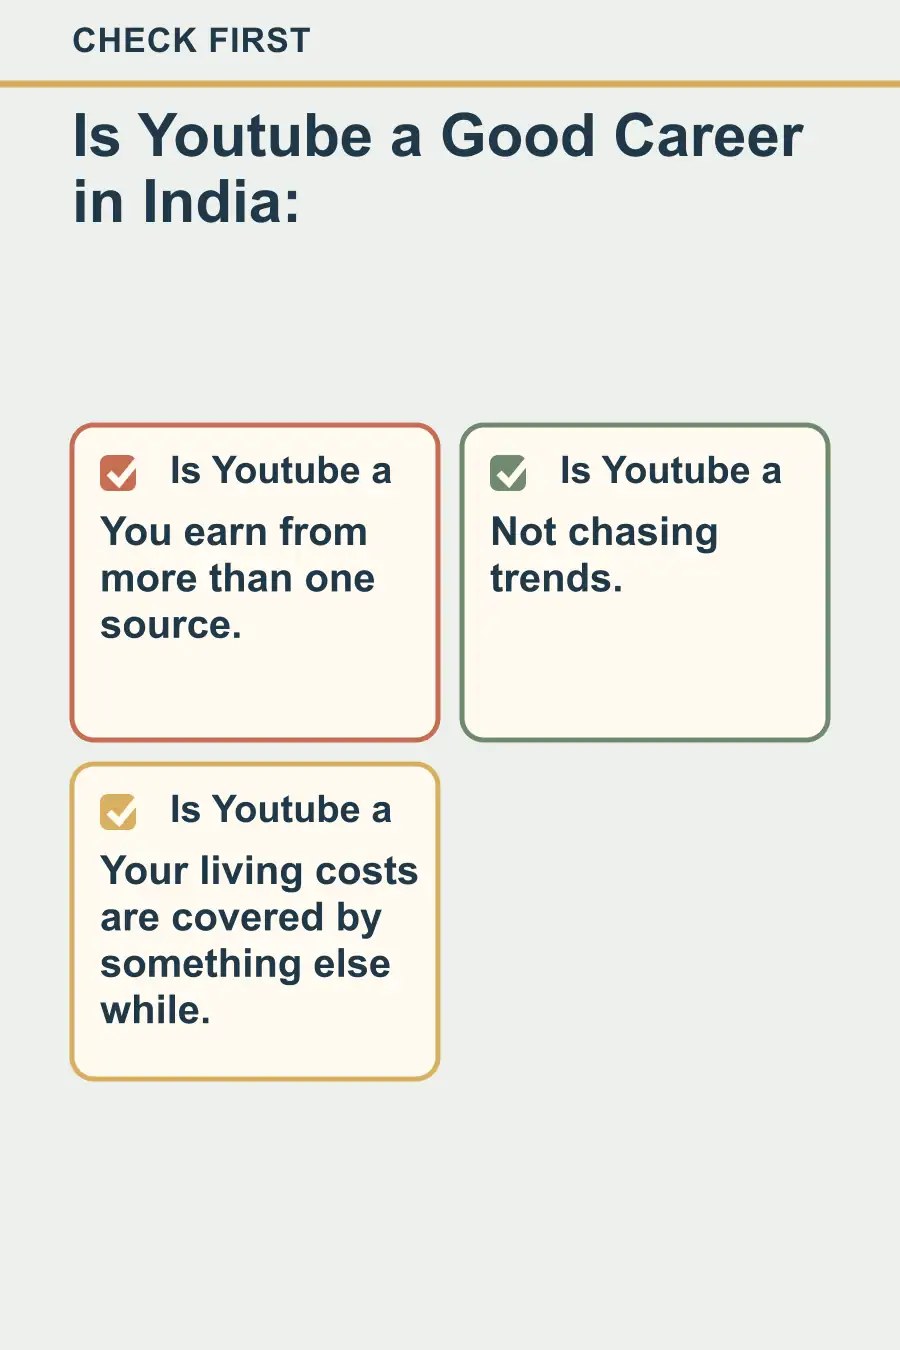 CHECK FIRST
Is Youtube a Good Career
in India:
Is Youtube a
You earn from
more than one
source.
Is Youtube a
Not chasing
trends.
Is Youtube a
Your living costs
are covered by
something else
while.